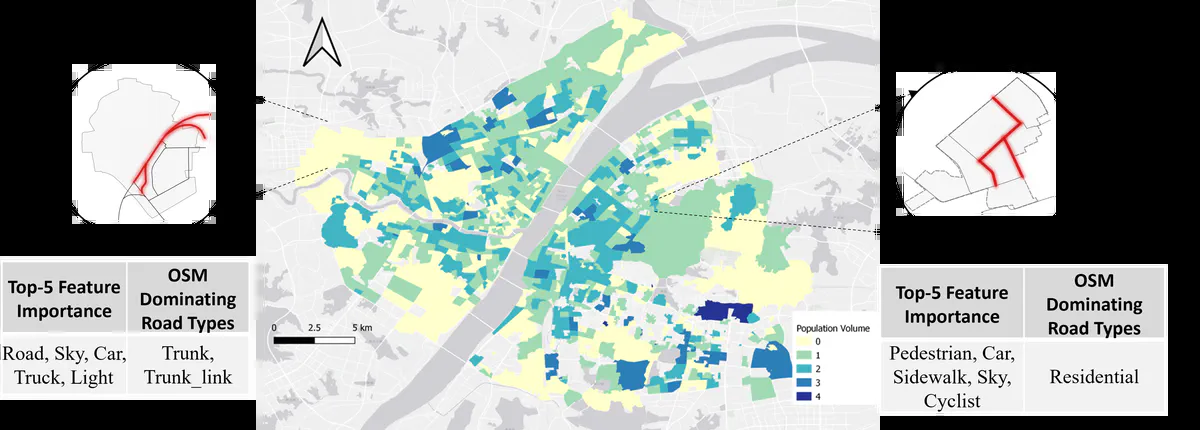 Top-5 Feature
Importance
OSM
Dominating
Road Types
Road, Sky, Car,
Truck, Light
Trunk,
Trunk_link
0 2.5 5 km
Population Volume
0
1
2
3
4
Top-5 Feature
Importance
OSM
Dominating
Road Types
Pedestrian, Car,
Sidewalk, Sky,
Cyclist
Residential